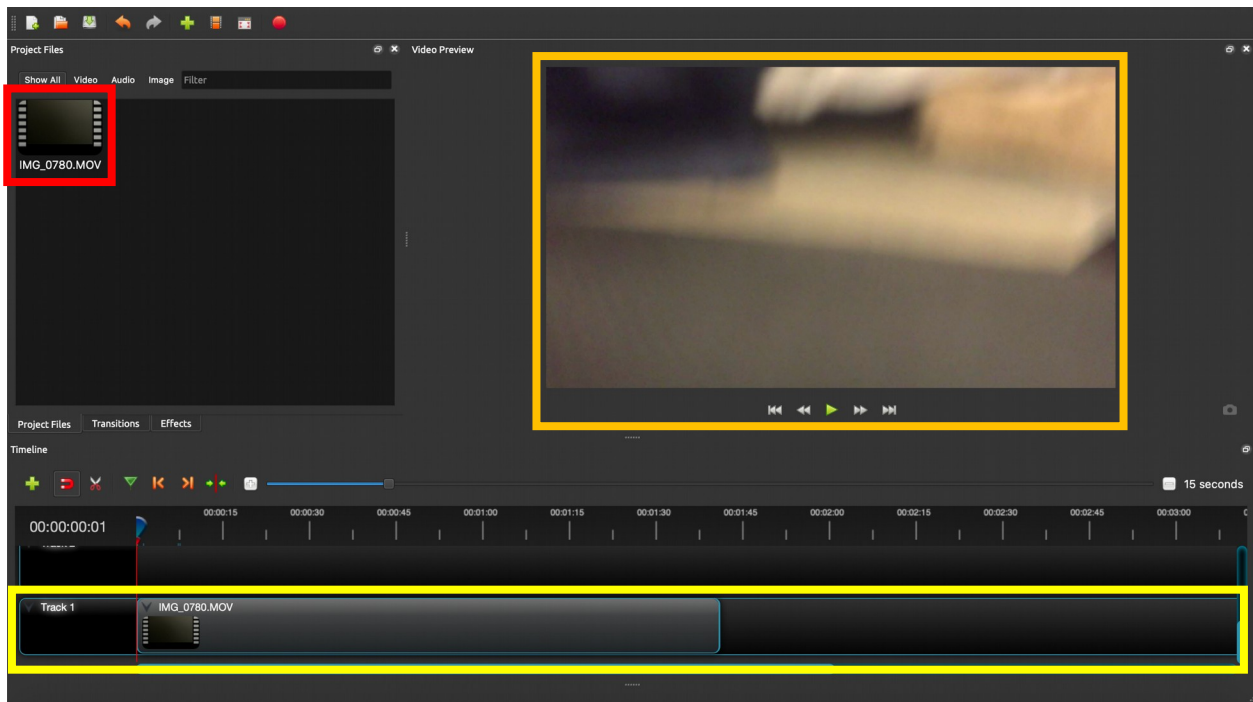 Project Files
Video Preview
Show All Video Audio Image Filter
IMG_0780.MOV
Project Files Transitions Effects
Timeline
15 seconds
00:00:00:01
00:00:15 00:00:30 00:00:45 00:01:00 00:01:15 00:01:30 00:01:45 00:02:00 00:02:15 00:02:30 00:02:45 00:03:00
Track 1 IMG_0780.MOV